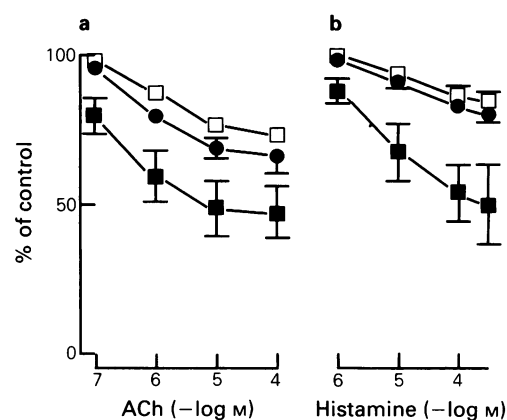 a
b
100
50
0
% of control
7 6 5 4
6 5 4
ACh (−log M)
Histamine (−log M)